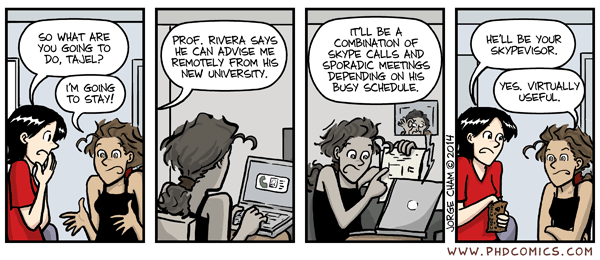 SO WHAT ARE
YOU GOING TO
DO, TAJEL?
I'M GOING
TO STAY!
PROF. RIVERA SAYS
HE CAN ADVISE ME
REMOTELY FROM HIS
NEW UNIVERSITY.
IT'LL BE A
COMBINATION OF
SKYPE CALLS AND
SPORADIC MEETINGS
DEPENDING ON HIS
BUSY SCHEDULE.
JORGE CHAM © 2014
HE'LL BE YOUR
SKYPEVISOR.
YES. VIRTUALLY
USEFUL.
WWW.PHDCOMICS.COM